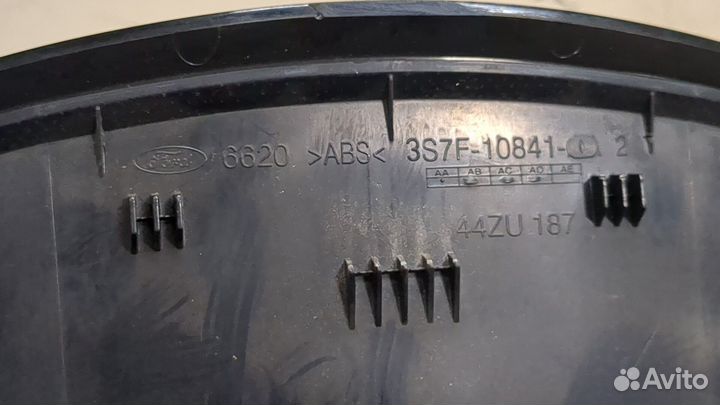 Ford 6620 >ABS< 3S7F-10841- 2
AA AB AC AD AE
44ZU 187
Avito